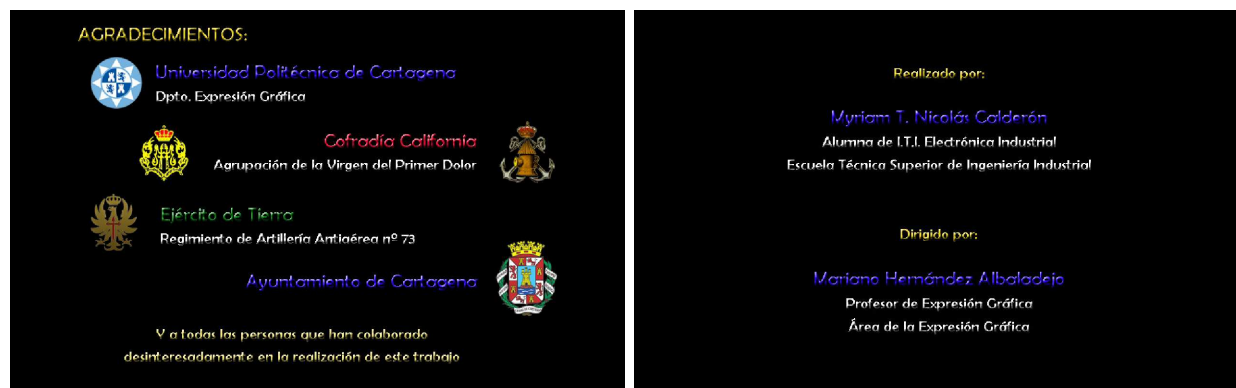 AGRADECIMIENTOS:
Universidad Politécnica de Cartagena
Dpto. Expresión Gráfica
Cofradía California
Agrupación de la Virgen del Primer Dolor
Ejército de Tierra
Regimiento de Artillería Antiaérea nº 73
Ayuntamiento de Cartagena
Y a todas las personas que han colaborado
desinteresadamente en la realización de este trabajo
Realizado por:
Myriam T. Nicolás Calderón
Alumna de I.T.I. Electrónica Industrial
Escuela Técnica Superior de Ingeniería Industrial
Dirigido por:
Mariano Hernández Albaladejo
Profesor de Expresión Gráfica
Área de la Expresión Gráfica